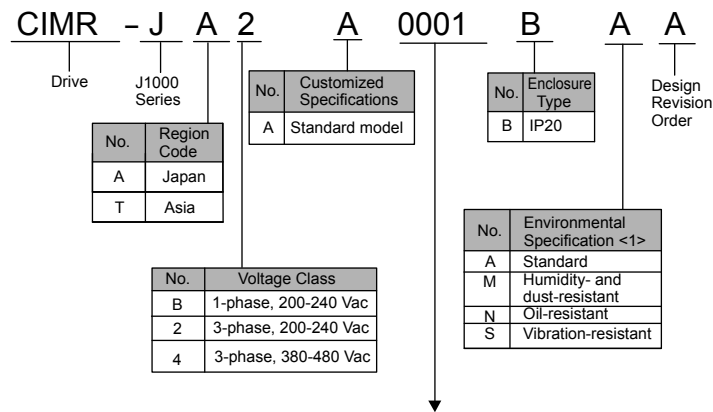 CIMR - J A 2 A 0001 B A A
Drive
J1000
Series
Design
Revision
Order
No. Region
Code
A Japan
T Asia
No. Customized
Specifications
A Standard model
No. Enclosure
Type
B IP20
No. Voltage Class
B 1-phase, 200-240 Vac
2 3-phase, 200-240 Vac
4 3-phase, 380-480 Vac
No. Environmental
Specification <1>
A Standard
M Humidity- and
dust-resistant
N Oil-resistant
S Vibration-resistant